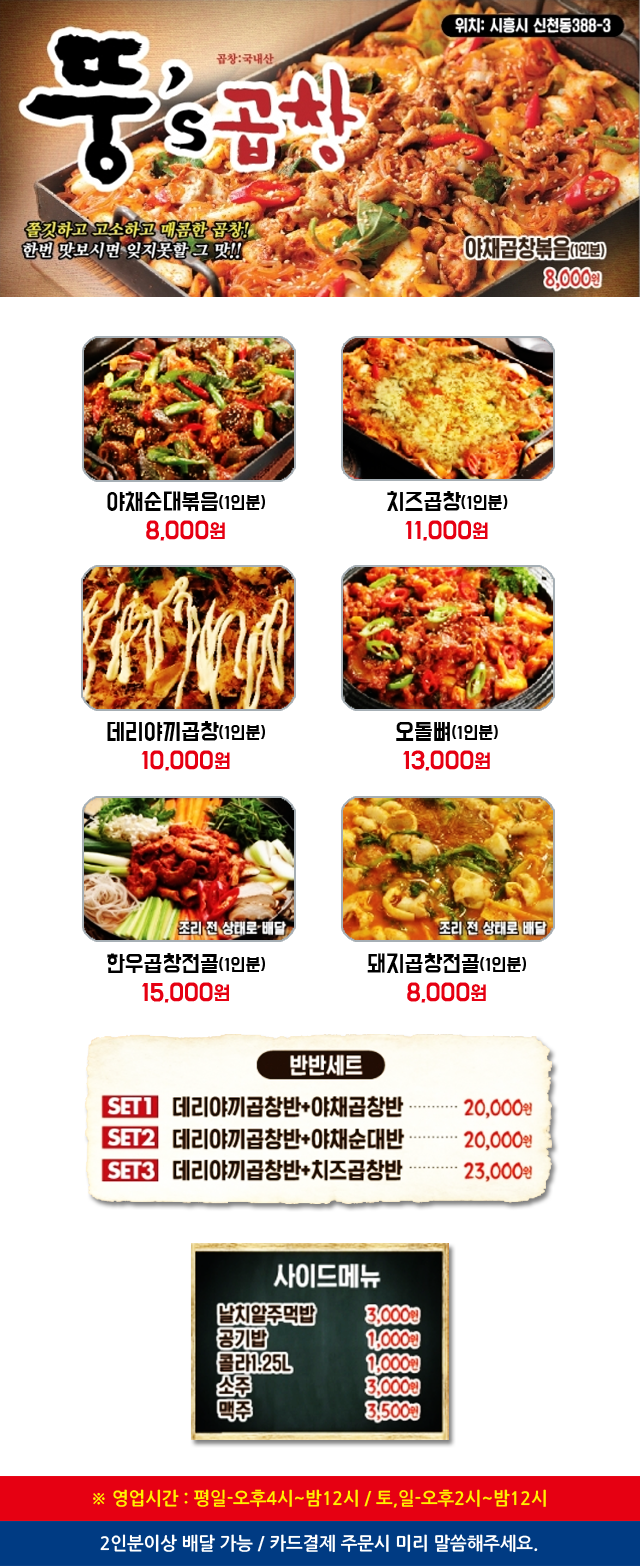 위치: 시흥시 신천동388-3
곱창:국내산
뚱's곱창
쫄깃하고 고소하고 매콤한 곱창!
한번 맛보시면 잊지못할 그 맛!!
야채곱창볶음(1인분)
8,000원
야채순대볶음(1인분)
8,000원
치즈곱창(1인분)
11,000원
데리야끼곱창(1인분)
10,000원
오돌뼈(1인분)
13,000원
조리 전 상태로 배달
한우곱창전골(1인분)
15,000원
조리 전 상태로 배달
돼지곱창전골(1인분)
8,000원
반반세트
SET1 데리야끼곱창반+야채곱창반 ·········· 20,000원
SET2 데리야끼곱창반+야채순대반 ·········· 20,000원
SET3 데리야끼곱창반+치즈곱창반 ·········· 23,000원
사이드메뉴
날치알주먹밥 3,000원
공기밥 1,000원
콜라1.25L 1,000원
소주 3,000원
맥주 3,500원
※ 영업시간 : 평일-오후4시~밤12시 / 토,일-오후2시~밤12시
2인분이상 배달 가능 / 카드결제 주문시 미리 말씀해주세요.